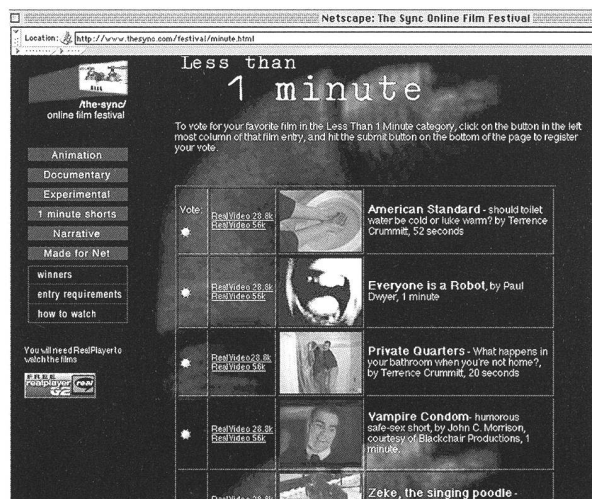 Netscape: The Sync Online Film Festival
Location: http://www.thesync.com/festival/minute.html
/the-sync/
online film festival
Animation
Documentary
Experimental
1 minute shorts
Narrative
Made for Net
winners
entry requirements
how to watch
You will need RealPlayer to
watch the films
FREE
realplayer
G2
real
Less than
1 minute
To vote for your favorite film in the Less Than 1 Minute category, click on the button in the left
most column of that film entry, and hit the submit button on the bottom of the page to register
your vote.
Vote:
RealVideo 28.8k
RealVideo 56k
American Standard - should toilet
water be cold or luke warm? by Terrence
Crummitt, 52 seconds
RealVideo 28.8k
RealVideo 56k
Everyone is a Robot, by Paul
Dwyer, 1 minute
RealVideo28.8k
RealVideo 56k
Private Quarters - What happens in
your bathroom when you're not home?,
by Terrence Crummitt, 20 seconds
RealVideo 28.8k
RealVideo 56k
Vampire Condom- humorous
safe-sex short, by John C. Morrison,
courtesy of Blackchair Productions, 1
minute.
RealVideo 28.8k
Zeke, the singing poodle-